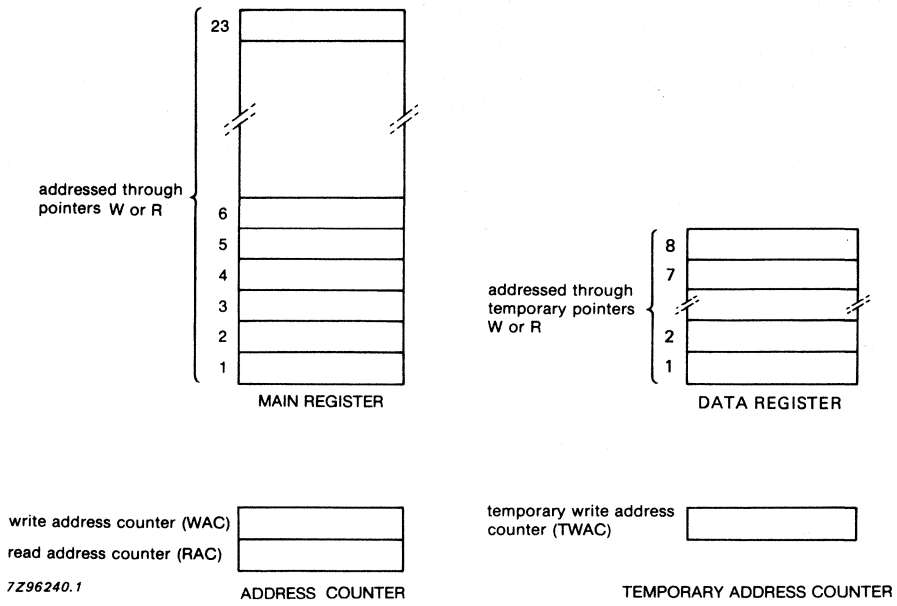 23
addressed through
pointers W or R
6
5
4
3
2
1
MAIN REGISTER
8
7
addressed through
temporary pointers
W or R
2
1
DATA REGISTER
write address counter (WAC)
read address counter (RAC)
7Z96240.1
ADDRESS COUNTER
temporary write address
counter (TWAC)
TEMPORARY ADDRESS COUNTER